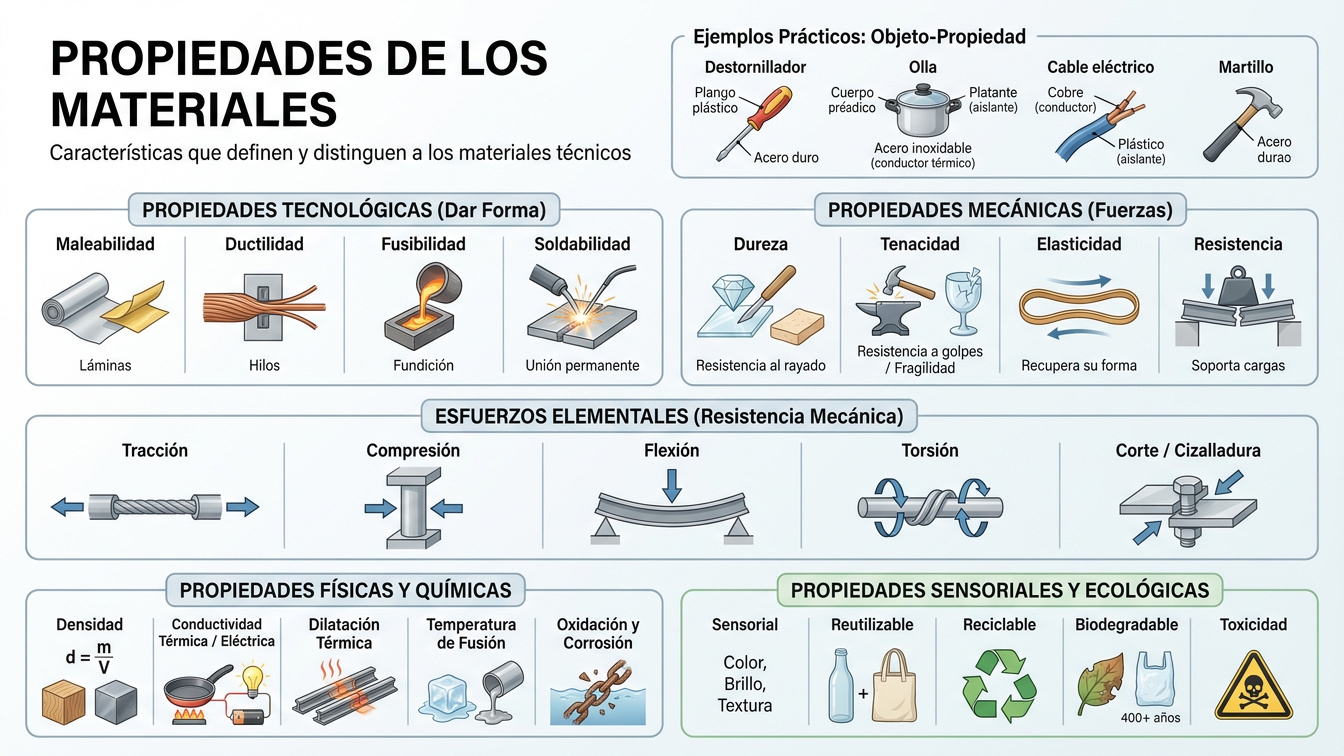 PROPIEDADES DE LOS
MATERIALES
Características que definen y distinguen a los materiales técnicos
Ejemplos Prácticos: Objeto-Propiedad
Destornillador
Plango
plástico
Acero duro
Olla
Cuerpo
préadico
Platante
(aislante)
Acero inoxidable
(conductor térmico)
Cable eléctrico
Cobre
(conductor)
Plástico
(aislante)
Martillo
Acero
durao
PROPIEDADES TECNOLÓGICAS (Dar Forma)
Maleabilidad
Láminas
Ductilidad
Hilos
Fusibilidad
Fundición
Soldabilidad
Unión permanente
PROPIEDADES MECÁNICAS (Fuerzas)
Dureza
Resistencia al rayado
Tenacidad
Resistencia a golpes
/ Fragilidad
Elasticidad
Recupera su forma
Resistencia
Soporta cargas
ESFUERZOS ELEMENTALES (Resistencia Mecánica)
Tracción
Compresión
Flexión
Torsión
Corte / Cizalladura
PROPIEDADES FÍSICAS Y QUÍMICAS
Densidad
d = m/V
Conductividad
Térmica / Eléctrica
Dilatación
Térmica
Temperatura
de Fusión
Oxidación y
Corrosión
PROPIEDADES SENSORIALES Y ECOLÓGICAS
Sensorial
Color,
Brillo,
Textura
Reutilizable
+
Reciclable
Biodegradable
400+ años
Toxicidad